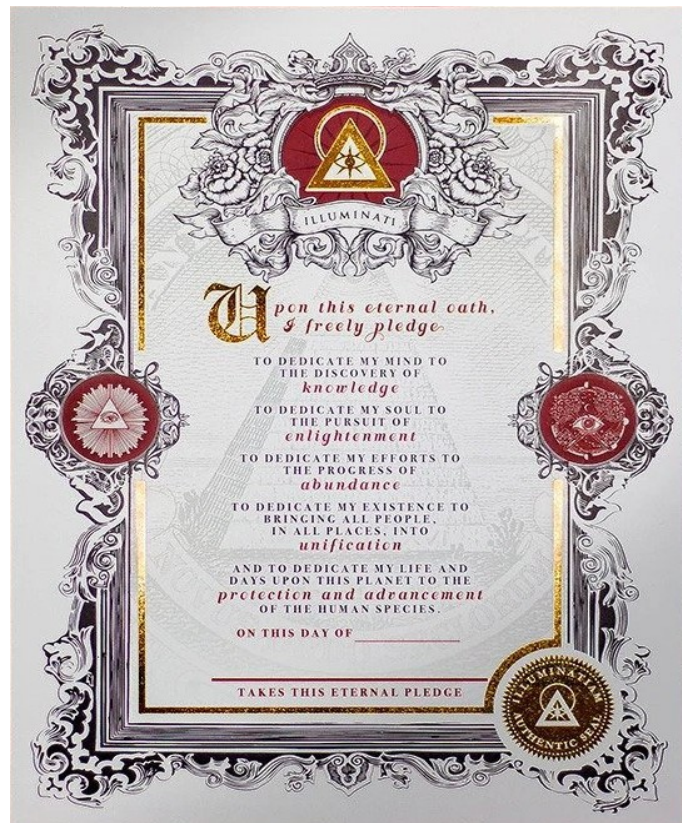 ILLUMINATI
Upon this eternal oath,
I freely pledge
TO DEDICATE MY MIND TO
THE DISCOVERY OF
knowledge
TO DEDICATE MY SOUL TO
THE PURSUIT OF
enlightenment
TO DEDICATE MY EFFORTS TO
THE PROGRESS OF
abundance
TO DEDICATE MY EXISTENCE TO
BRINGING ALL PEOPLE,
IN ALL PLACES, INTO
unification
AND TO DEDICATE MY LIFE AND
DAYS UPON THIS PLANET TO THE
protection and advancement
OF THE HUMAN SPECIES.
ON THIS DAY OF
TAKES THIS ETERNAL PLEDGE
ILLUMINATIAM
AUTHENTIC SEAL